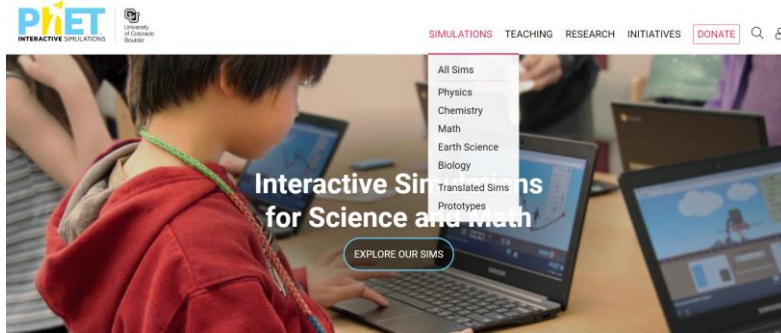 PhET
INTERACTIVE SIMULATIONS
University
of Colorado
Boulder
SIMULATIONS TEACHING RESEARCH INITIATIVES DONATE
All Sims
Physics
Chemistry
Math
Earth Science
Biology
Translated Sims
Prototypes
Interactive Simulations
for Science and Math
EXPLORE OUR SIMS